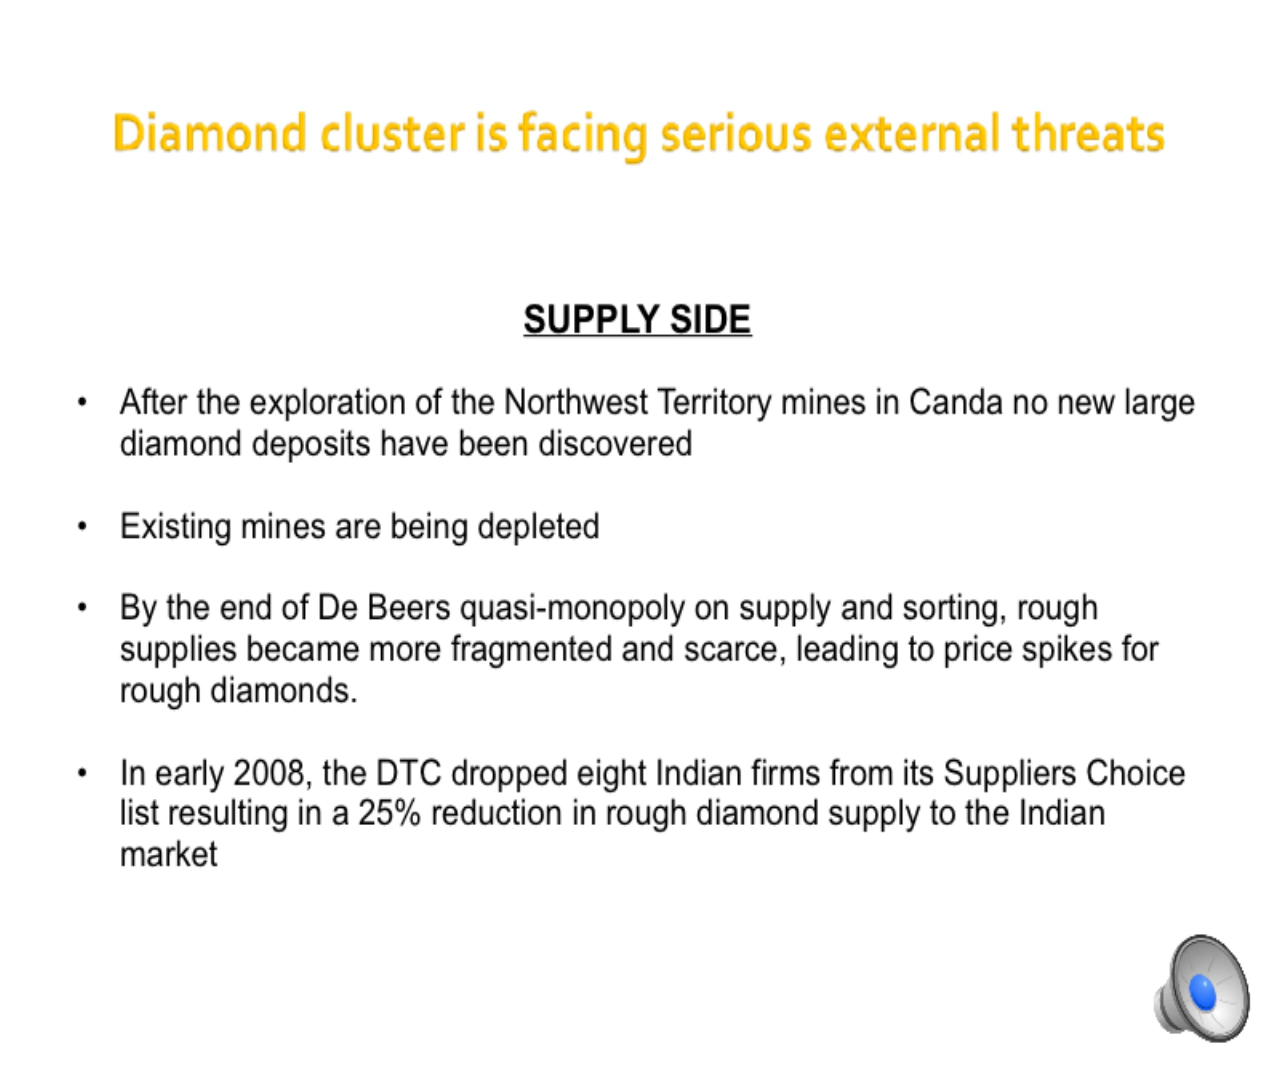 Diamond cluster is facing serious external threats
SUPPLY SIDE
• After the exploration of the Northwest Territory mines in Canda no new large
diamond deposits have been discovered
• Existing mines are being depleted
• By the end of De Beers quasi-monopoly on supply and sorting, rough
supplies became more fragmented and scarce, leading to price spikes for
rough diamonds.
• In early 2008, the DTC dropped eight Indian firms from its Suppliers Choice
list resulting in a 25% reduction in rough diamond supply to the Indian
market